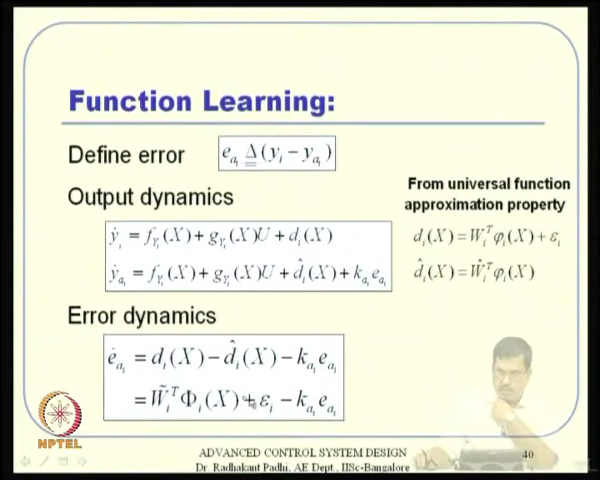 Function Learning:
Define error
e_{a_i} ≜ (y_i − y_{a_i})
Output dynamics
ẏ_i = f_{Y_i}(X) + g_{Y_i}(X)U + d_i(X)
ẏ_{a_i} = f_{Y_i}(X) + g_{Y_i}(X)U + d̂_i(X) + k_{a_i} e_{a_i}
From universal function
approximation property
d_i(X) = W_i^T φ_i(X) + ε_i
d̂_i(X) = Ŵ_i^T φ_i(X)
Error dynamics
ė_{a_i} = d_i(X) − d̂_i(X) − k_{a_i} e_{a_i}
= W̃_i^T Φ_i(X) + ε_i − k_{a_i} e_{a_i}
NPTEL
ADVANCED CONTROL SYSTEM DESIGN
Dr. Radhakant Padhi, AE Dept., IISc-Bangalore
40